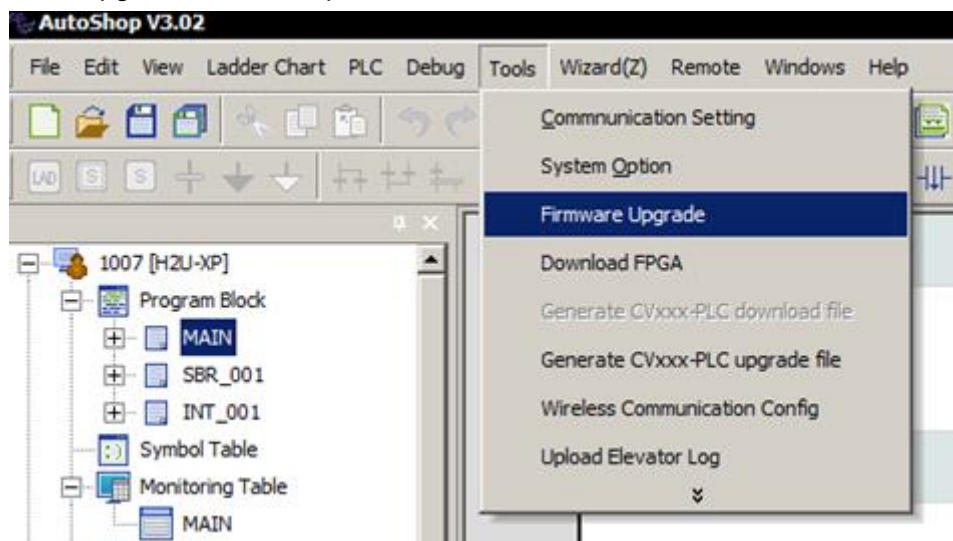 AutoShop V3.02
File Edit View Ladder Chart PLC Debug Tools Wizard(Z) Remote Windows Help
Commnunication Setting
System Option
Firmware Upgrade
Download FPGA
Generate CVxxx-PLC download file
Generate CVxxx-PLC upgrade file
Wireless Communication Config
Upload Elevator Log
LAD S S
1007 [H2U-XP]
Program Block
MAIN
SBR_001
INT_001
Symbol Table
Monitoring Table
MAIN